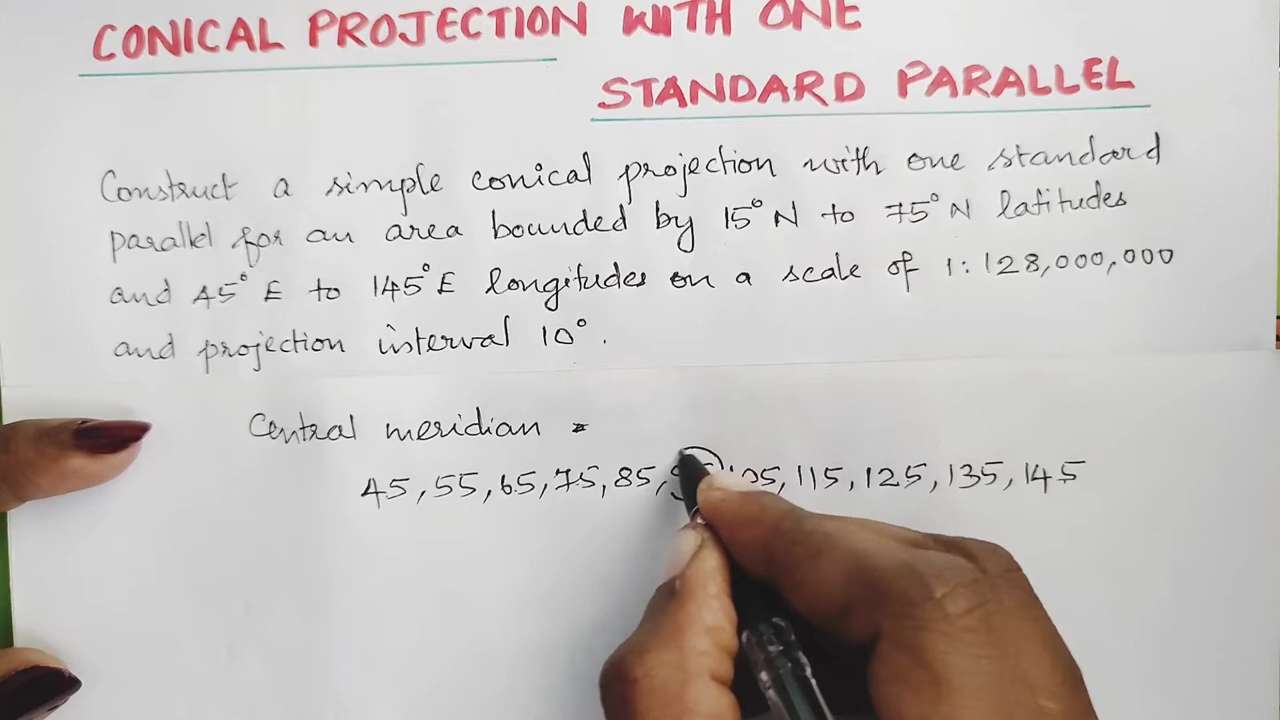 CONICAL PROJECTION WITH ONE
STANDARD PARALLEL
Construct a simple conical projection with one standard
parallel for an area bounded by 15° N to 75° N latitudes
and 45° E to 145° E longitudes on a scale of 1:128,000,000
and projection interval 10°.
Central meridian =
45, 55, 65, 75, 85, 105, 115, 125, 135, 145